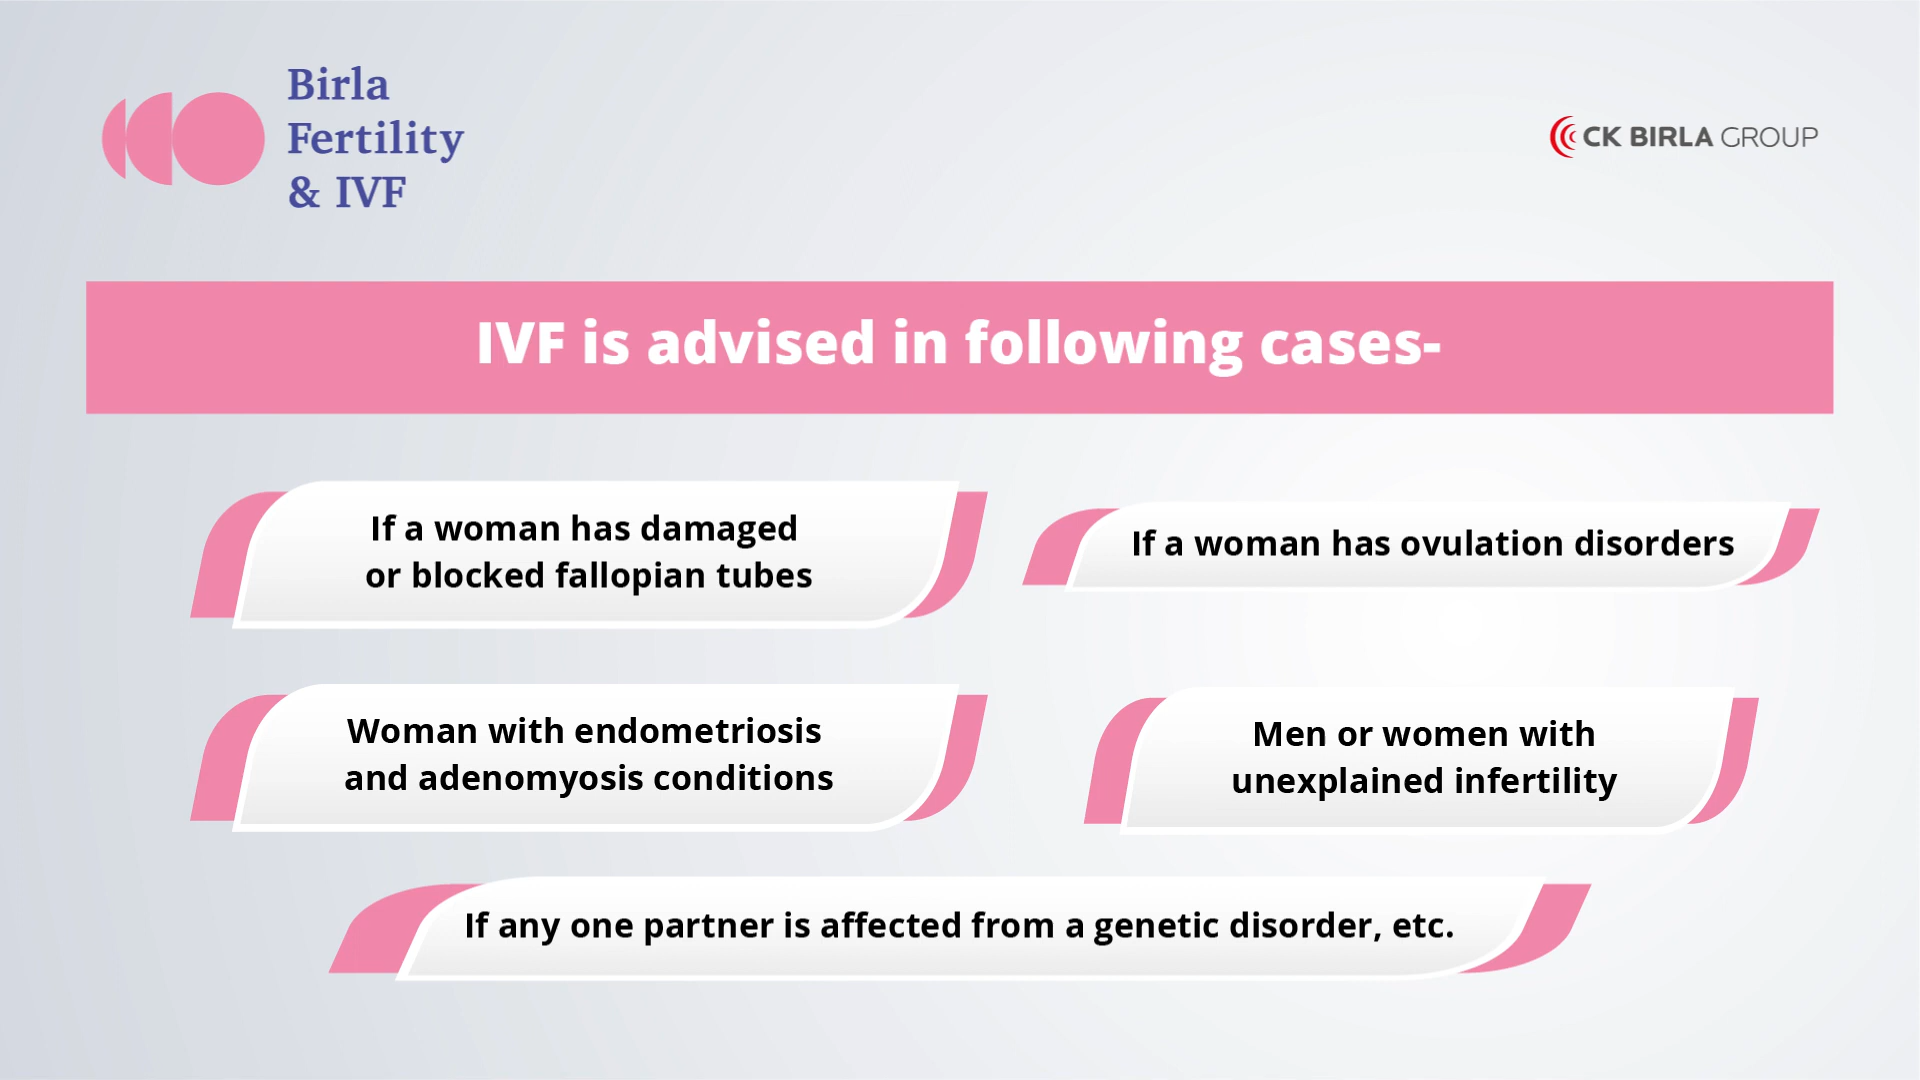 Birla
Fertility
& IVF
CK BIRLA GROUP
IVF is advised in following cases-
If a woman has damaged
or blocked fallopian tubes
If a woman has ovulation disorders
Woman with endometriosis
and adenomyosis conditions
Men or women with
unexplained infertility
If any one partner is affected from a genetic disorder, etc.